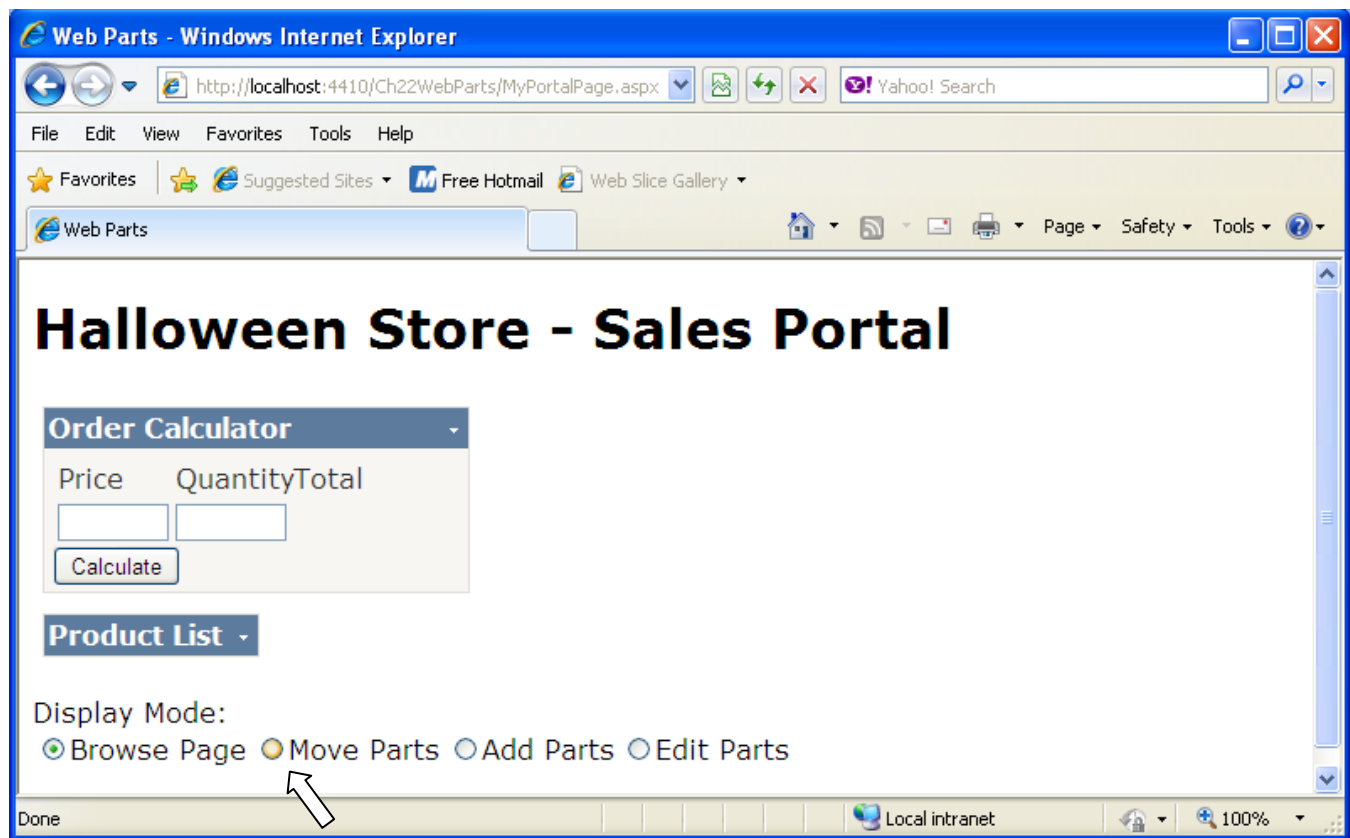 Web Parts - Windows Internet Explorer
http://localhost:4410/Ch22WebParts/MyPortalPage.aspx Yahoo! Search
File Edit View Favorites Tools Help
Favorites Suggested Sites Free Hotmail Web Slice Gallery
Web Parts Page Safety Tools
Halloween Store - Sales Portal
Order Calculator
Price QuantityTotal
Calculate
Product List
Display Mode:
Browse Page Move Parts Add Parts Edit Parts
Done Local intranet 100%